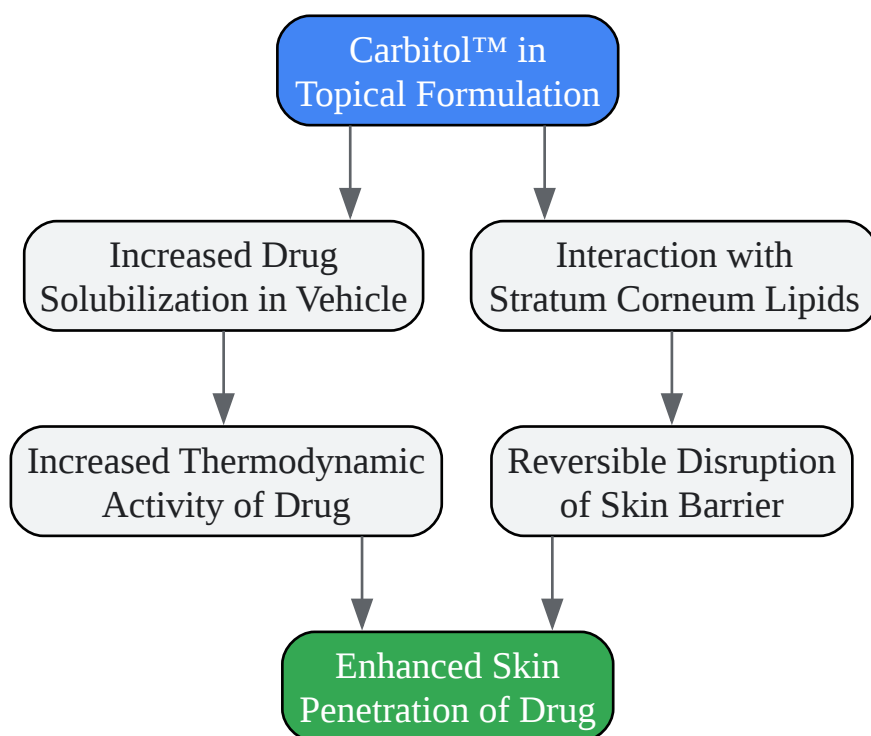 Carbitol™ in
Topical Formulation
Increased Drug
Solubilization in Vehicle
Interaction with
Stratum Corneum Lipids
Increased Thermodynamic
Activity of Drug
Reversible Disruption
of Skin Barrier
Enhanced Skin
Penetration of Drug